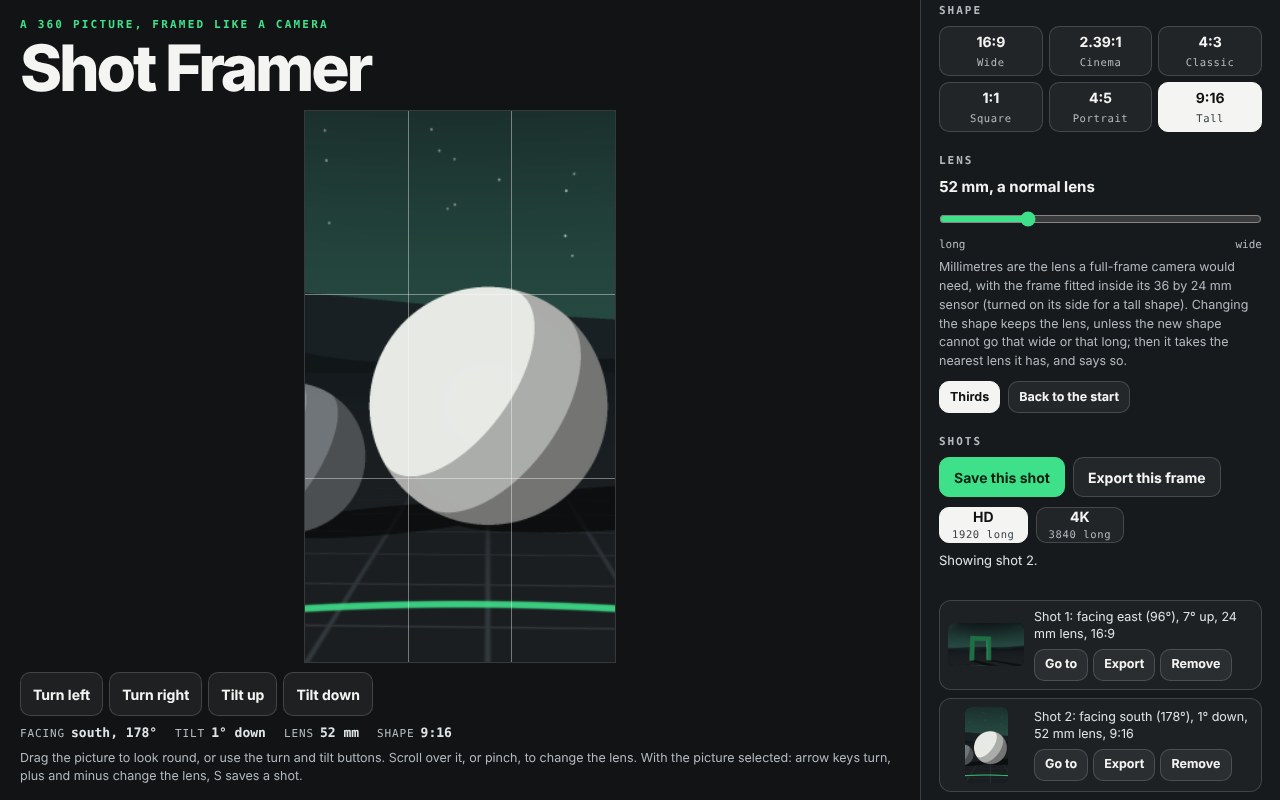 A 360 PICTURE, FRAMED LIKE A CAMERA
Shot Framer
Turn left
Turn right
Tilt up
Tilt down
FACING south, 178° TILT 1° down LENS 52 mm SHAPE 9:16
Drag the picture to look round, or use the turn and tilt buttons. Scroll over it, or pinch, to change the lens. With the picture selected: arrow keys turn,
plus and minus change the lens, S saves a shot.
SHAPE
16:9
Wide
2.39:1
Cinema
4:3
Classic
1:1
Square
4:5
Portrait
9:16
Tall
LENS
52 mm, a normal lens
long
wide
Millimetres are the lens a full-frame camera would
need, with the frame fitted inside its 36 by 24 mm
sensor (turned on its side for a tall shape). Changing
the shape keeps the lens, unless the new shape
cannot go that wide or that long; then it takes the
nearest lens it has, and says so.
Thirds
Back to the start
SHOTS
Save this shot
Export this frame
HD
1920 long
4K
3840 long
Showing shot 2.
Shot 1: facing east (96°), 7° up, 24
mm lens, 16:9
Go to
Export
Remove
Shot 2: facing south (178°), 1° down,
52 mm lens, 9:16
Go to
Export
Remove